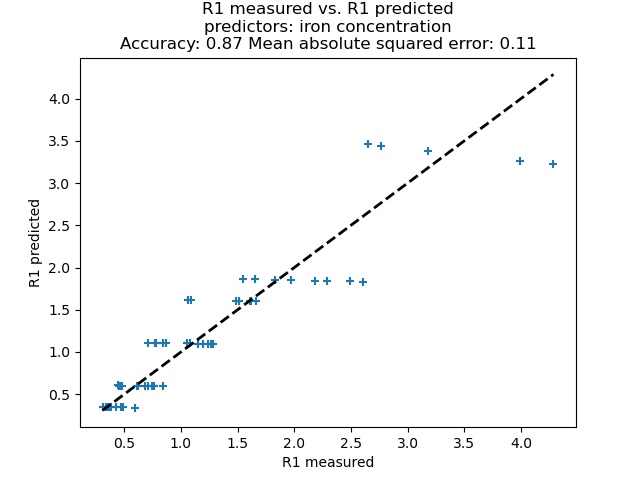 R1 measured vs. R1 predicted
predictors: iron concentration
Accuracy: 0.87 Mean absolute squared error: 0.11
R1 predicted
4.0
3.5
3.0
2.5
2.0
1.5
1.0
0.5
0.5 1.0 1.5 2.0 2.5 3.0 3.5 4.0
R1 measured